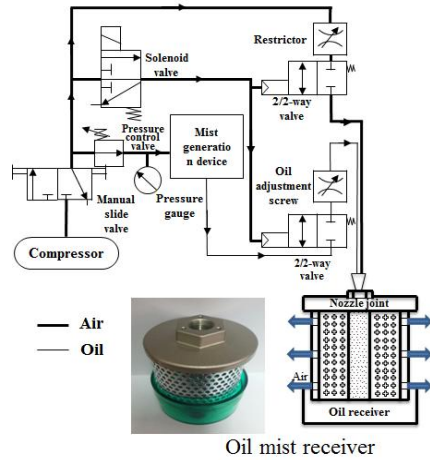 Restrictor
Solenoid
valve
2/2-way
valve
Pressure
control
valve
Mist
generatio
n device
Oil
adjustment
screw
Manual
slide
valve
Pressure
gauge
Compressor
2/2-way
valve
Nozzle joint
Air
Oil
Air
Oil receiver
Oil mist receiver